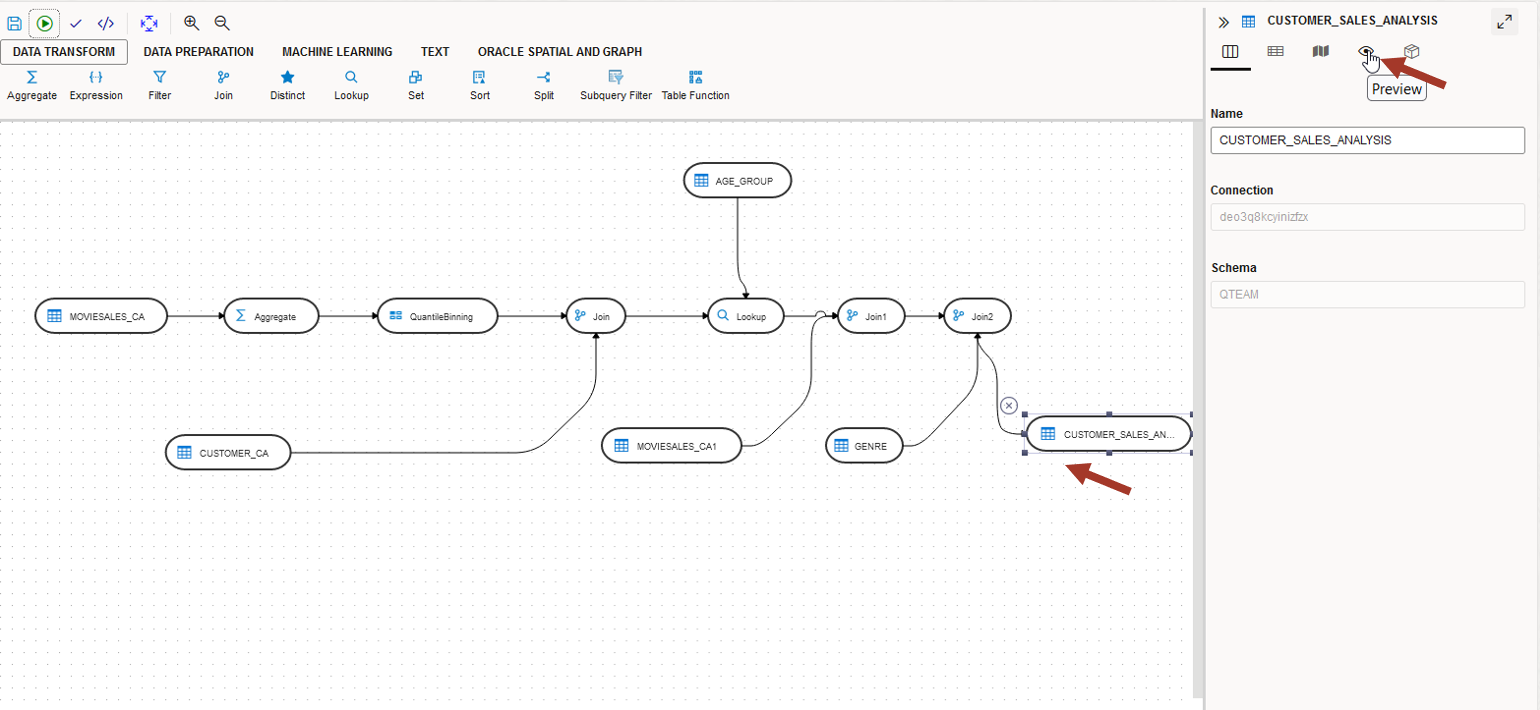 CUSTOMER_SALES_ANALYSIS
DATA TRANSFORM DATA PREPARATION MACHINE LEARNING TEXT ORACLE SPATIAL AND GRAPH
Aggregate Expression Filter Join Distinct Lookup Set Sort Split Subquery Filter Table Function
Preview
Name
CUSTOMER_SALES_ANALYSIS
Connection
deo3q8kcyinizfzx
Schema
QTEAM
AGE_GROUP
MOVIESALES_CA Aggregate QuantileBinning Join Lookup Join1 Join2
CUSTOMER_CA MOVIESALES_CA1 GENRE CUSTOMER_SALES_AN...